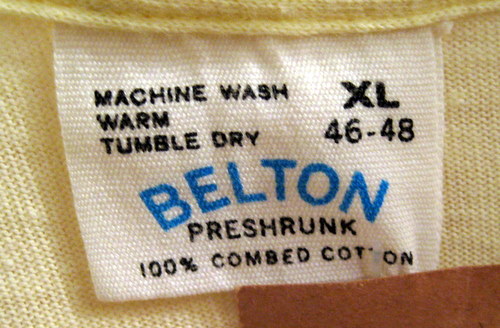 MACHINE WASH XL
WARM 46-48
TUMBLE DRY
BELTON
PRESHRUNK
100% COMBED COTTON